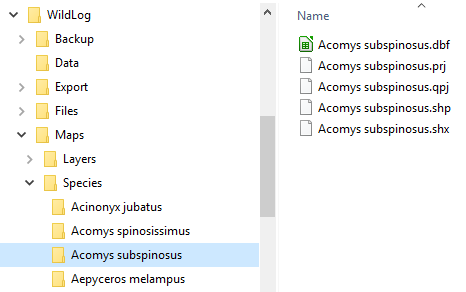 WildLog
Backup
Data
Export
Files
Maps
Layers
Species
Acinonyx jubatus
Acomys spinosissimus
Acomys subspinosus
Aepyceros melampus
Name
Acomys subspinosus.dbf
Acomys subspinosus.prj
Acomys subspinosus.qpj
Acomys subspinosus.shp
Acomys subspinosus.shx